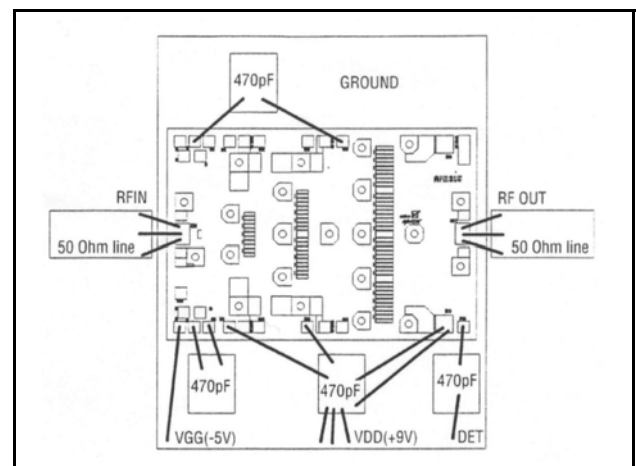 470pF
GROUND
RFIN
RF OUT
50 Ohm line
50 Ohm line
470pF
470pF
470pF
VGG(-5V)
VDD(+9V)
DET